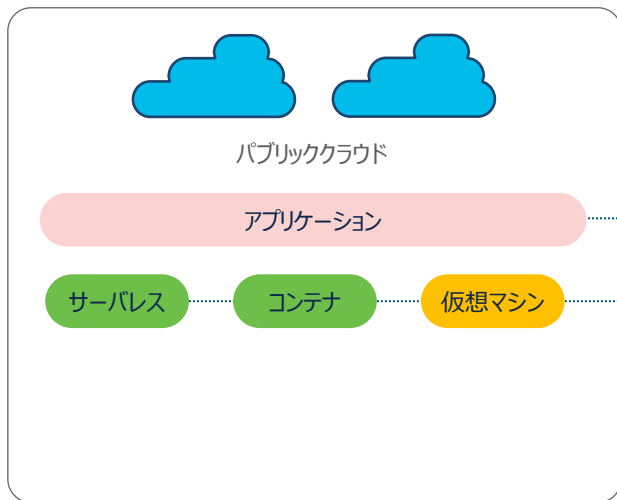 パブリッククラウド
アプリケーション
サーバレス
コンテナ
仮想マシン